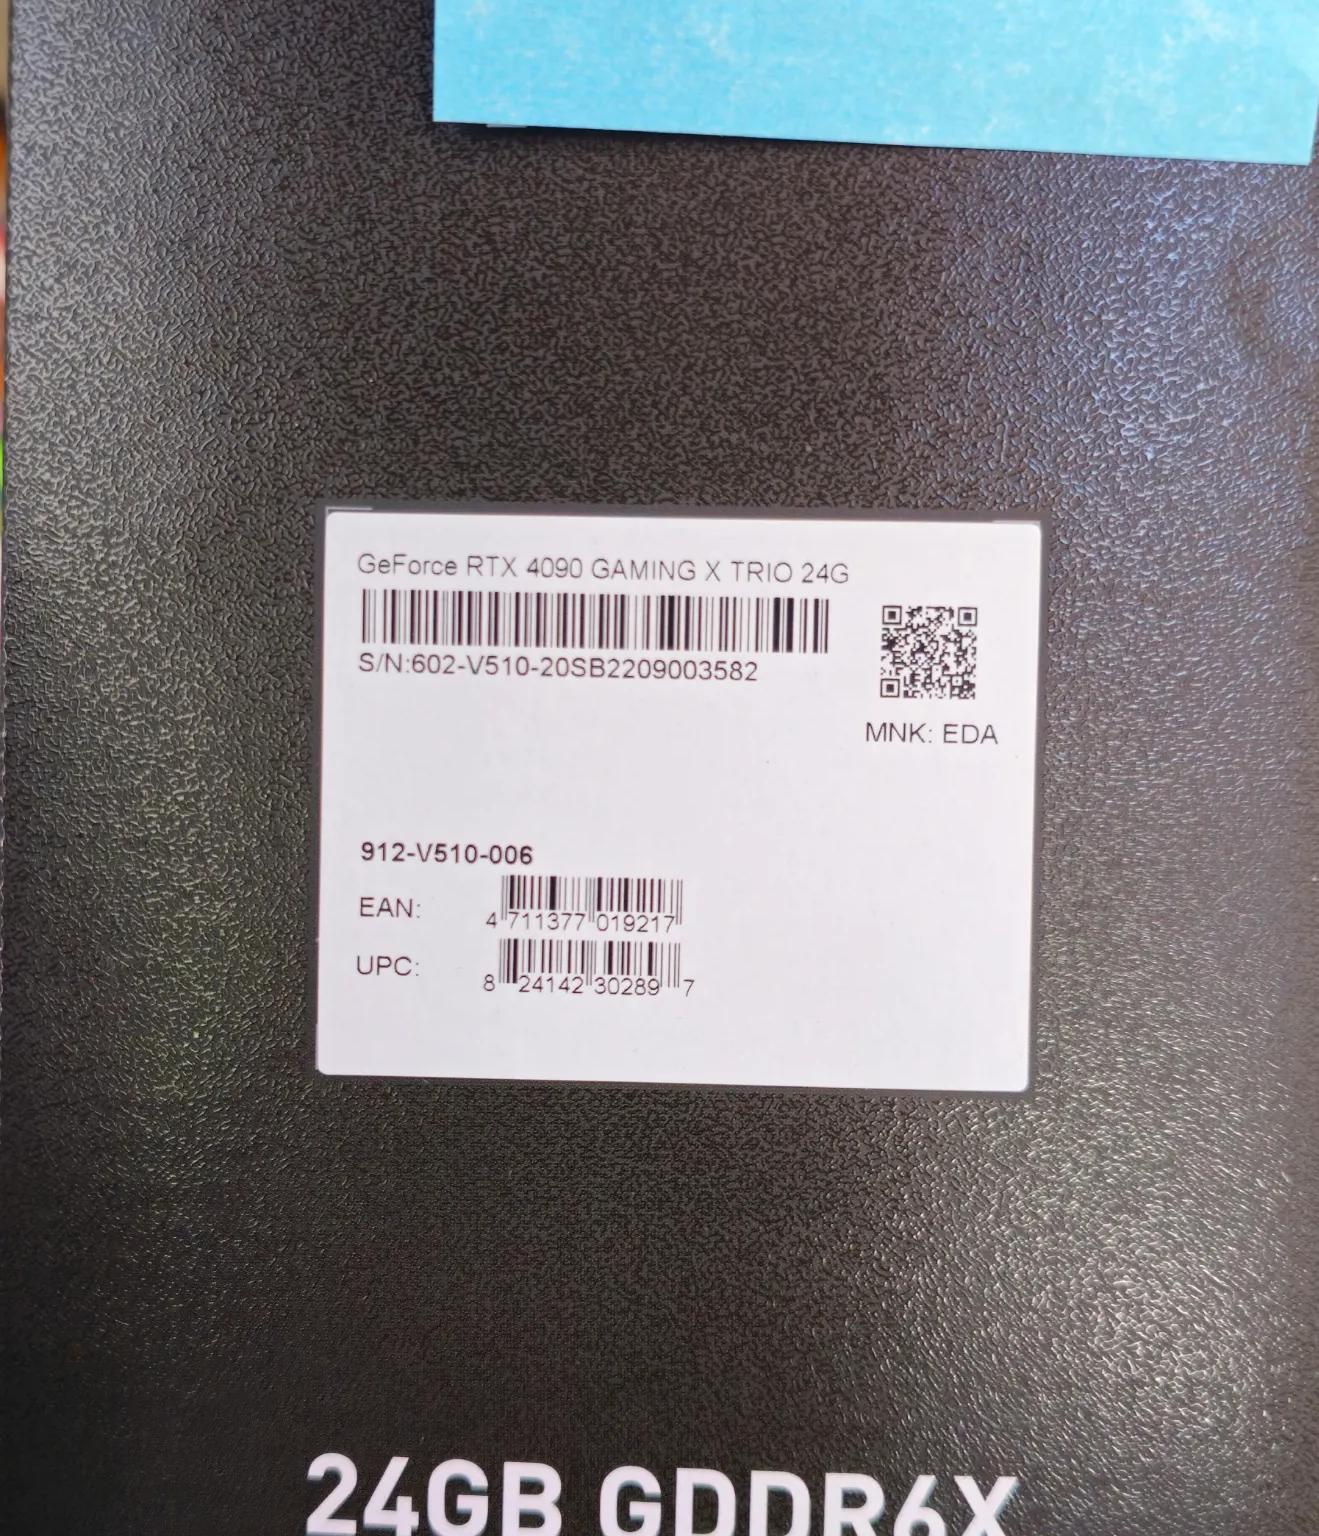 GeForce RTX 4090 GAMING X TRIO 24G
S/N:602-V510-20SB2209003582
MNK: EDA
912-V510-006
EAN: 4 711377 019217
UPC: 8 24142 30289 7
24GB GDDR6X